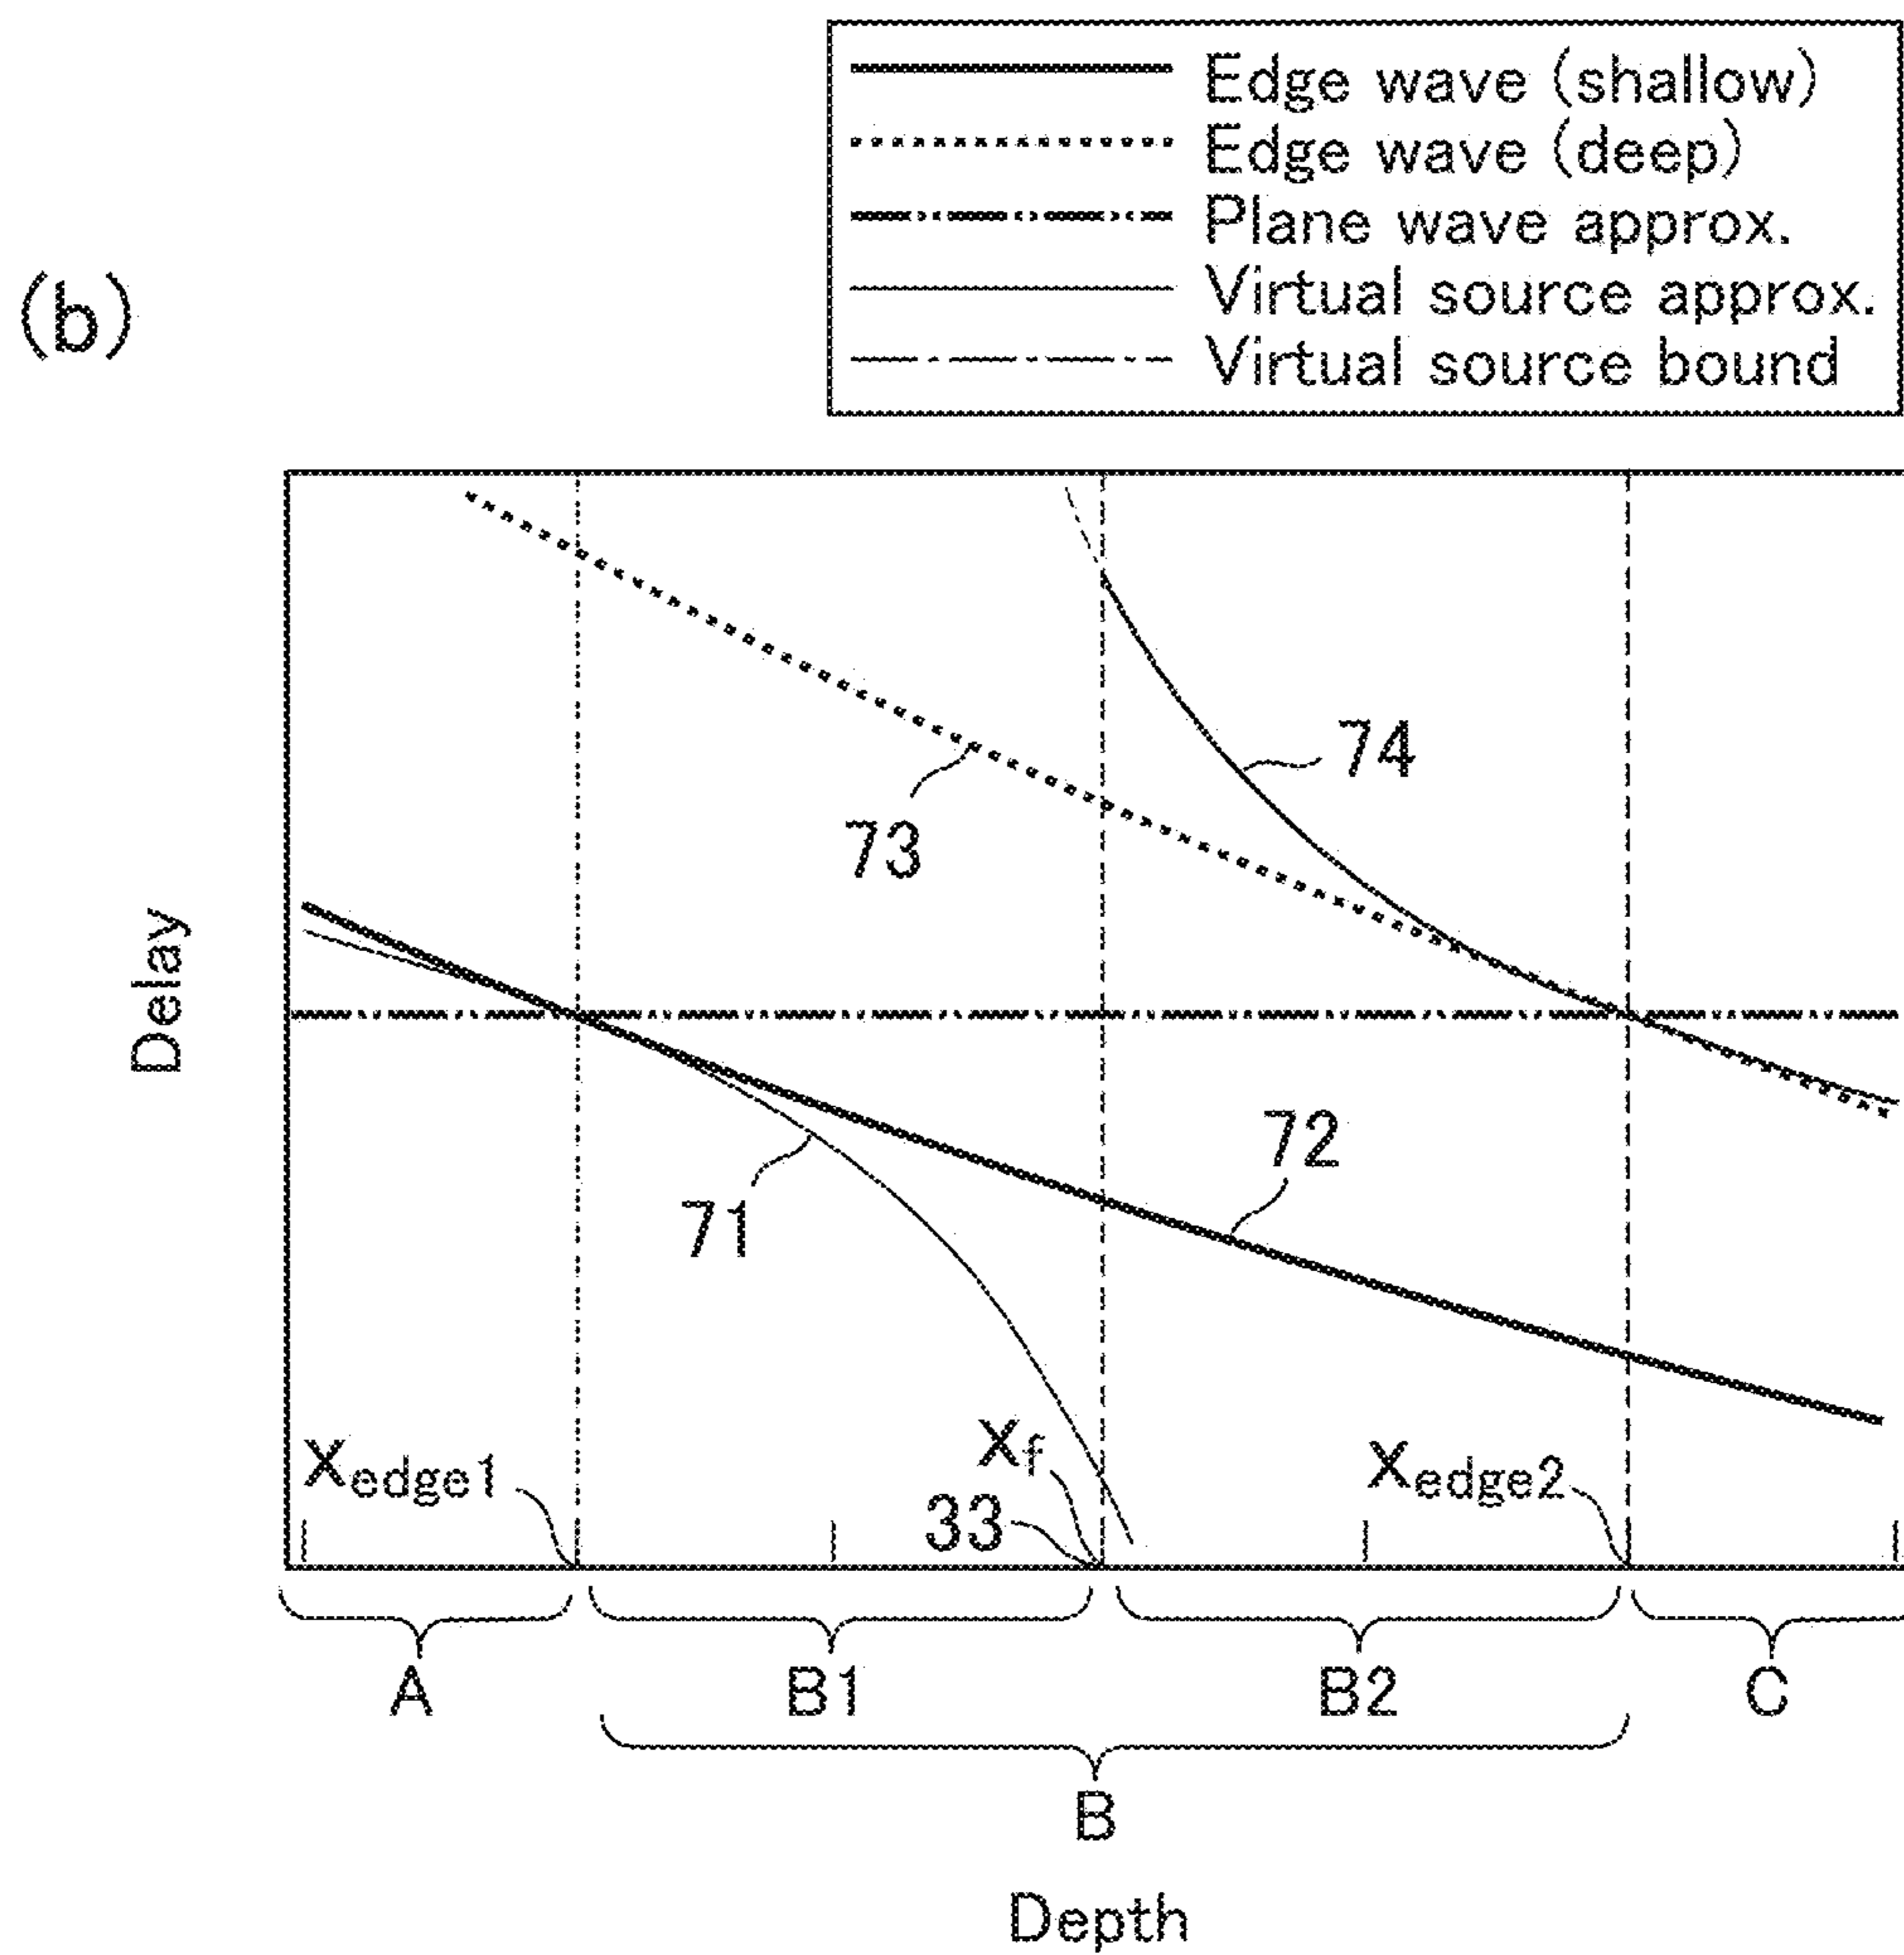 (b)
Edge wave (shallow)
Edge wave (deep)
Plane wave approx.
Virtual source approx.
Virtual source bound
Delay
74
73
72
71
Xedge1
Xf
33
Xedge2
A
B1
B2
C
B
Depth